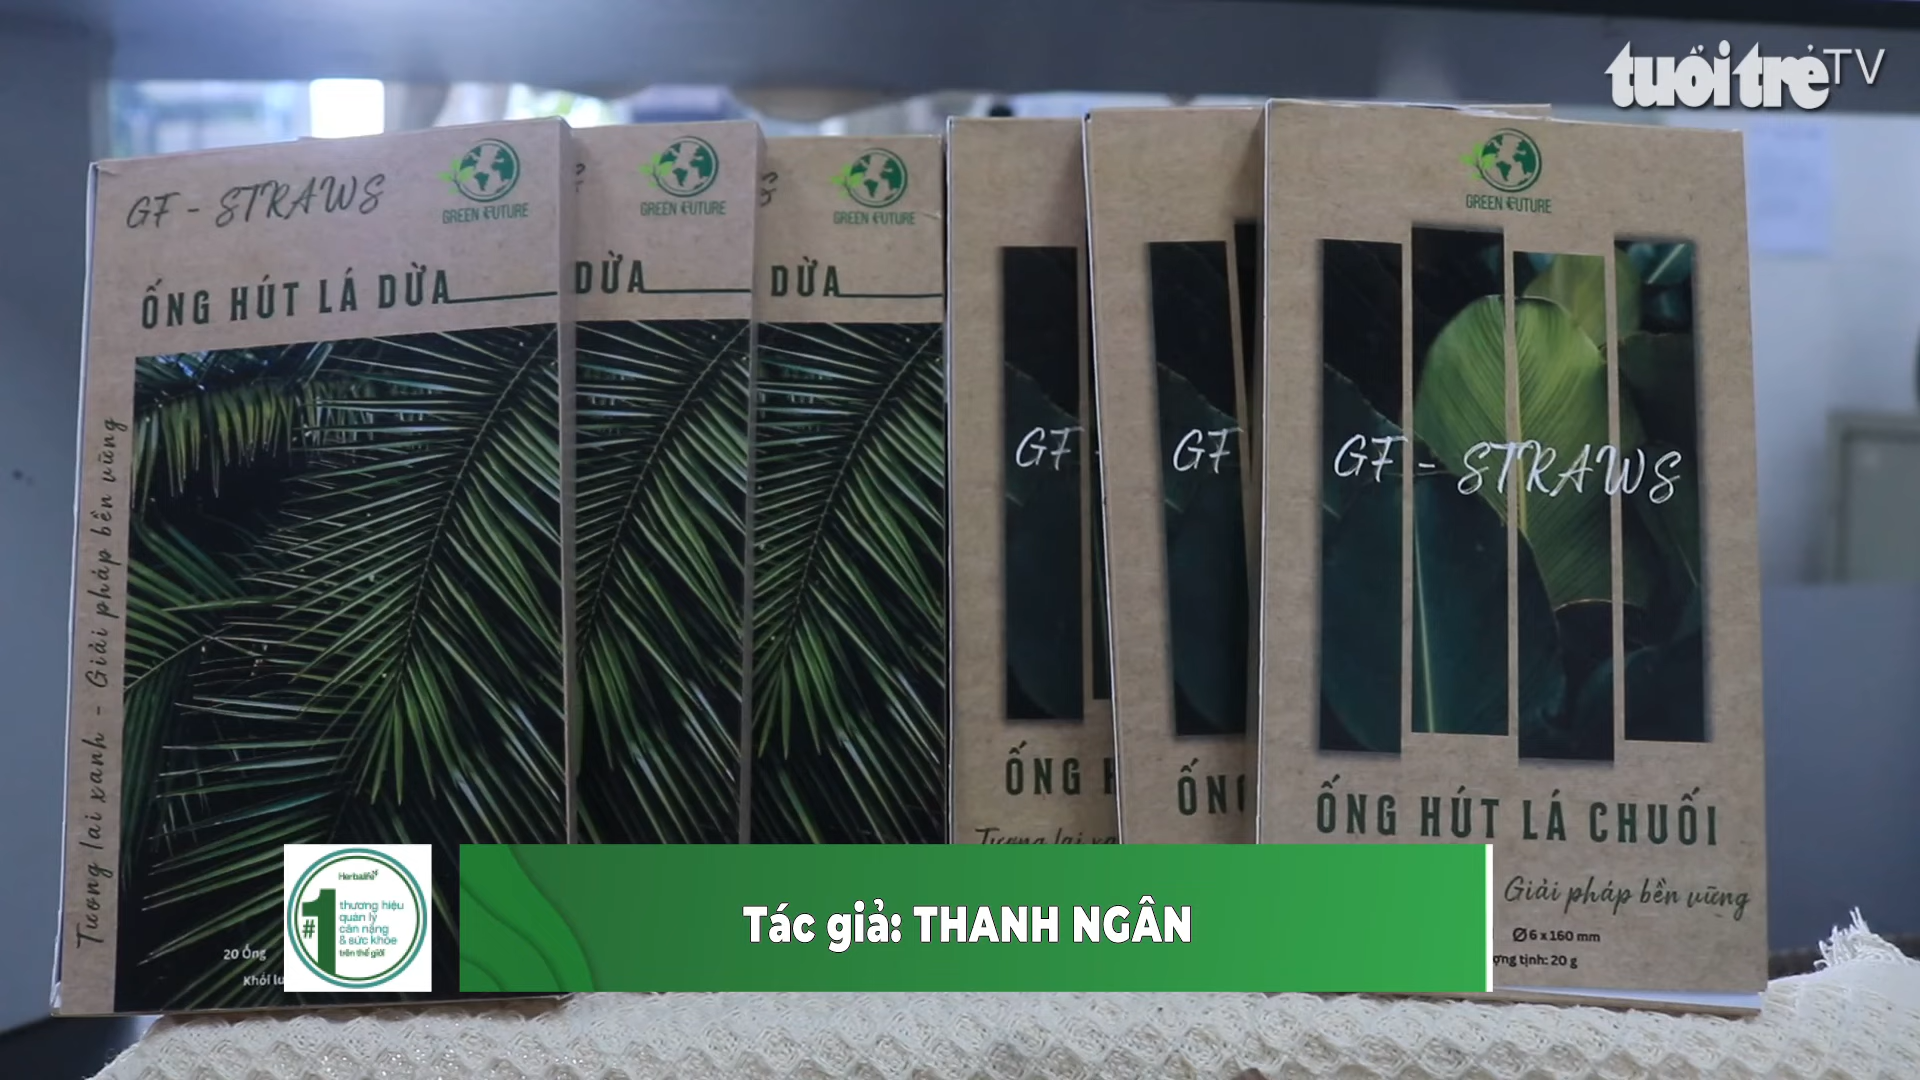 tuổi trẻ TV
GF - STRAWS
GREEN FUTURE
ỐNG HÚT LÁ DỪA
Tương lai xanh - Giải pháp bền vững
20 Ống
GREEN FUTURE
DỪA
GREEN FUTURE
DỪA
GF -
ỐNG
GF
GREEN FUTURE
GF - STRAWS
ỐNG HÚT LÁ CHUỐI
Giải pháp bền vững
Ø 6 x 160 mm
tịnh: 20 g
Herbalife
#1 thương hiệu
quản lý
cân nặng
& sức khỏe
trên thế giới
Tác giả: THANH NGÂN